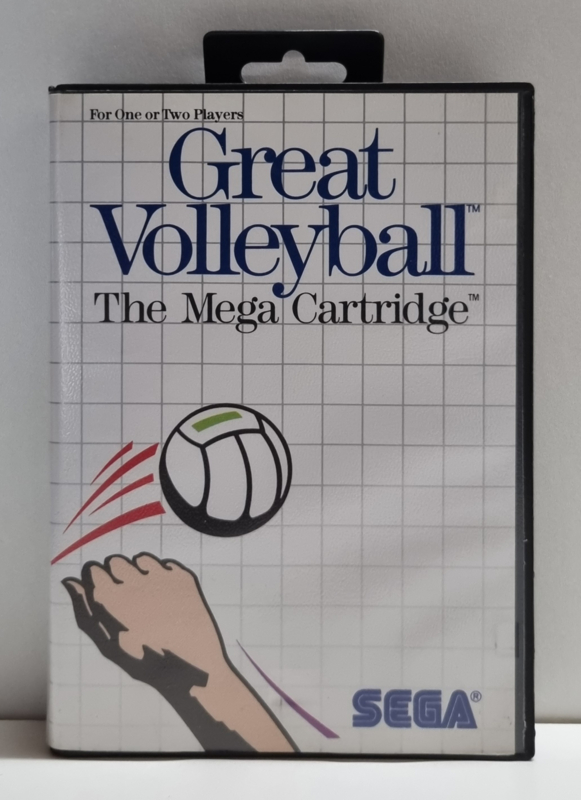 For One or Two Players
Great
Volleyball™
The Mega Cartridge™
SEGA®